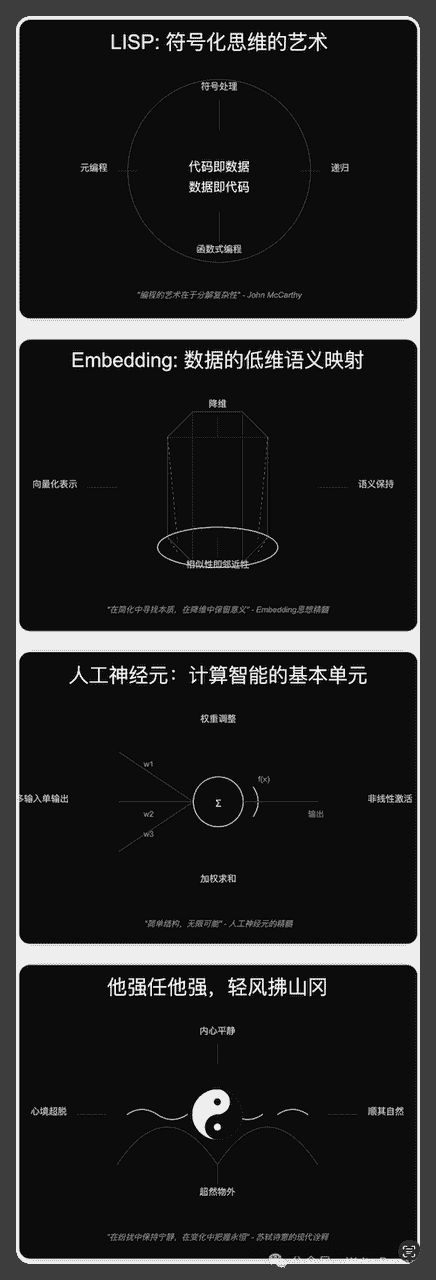 LISP: 符号化思维的艺术
符号处理
元编程
代码即数据
数据即代码
递归
函数式编程
"编程的艺术在于分解复杂性" - John McCarthy
Embedding: 数据的低维语义映射
降维
向量化表示
语义保持
相似性即邻近性
"在简化中寻找本质，在降维中保留意义" - Embedding思想精髓
人工神经元：计算智能的基本单元
权重调整
w1
f(x)
多输入单输出
Σ
非线性激活
w2
输出
w3
加权求和
"简单结构，无限可能" - 人工神经元的精髓
他强任他强，轻风拂山冈
内心平静
心境超脱
顺其自然
超然物外
"在纷扰中保持宁静，在变化中把握永恒" - 苏轼诗意的现代诠释